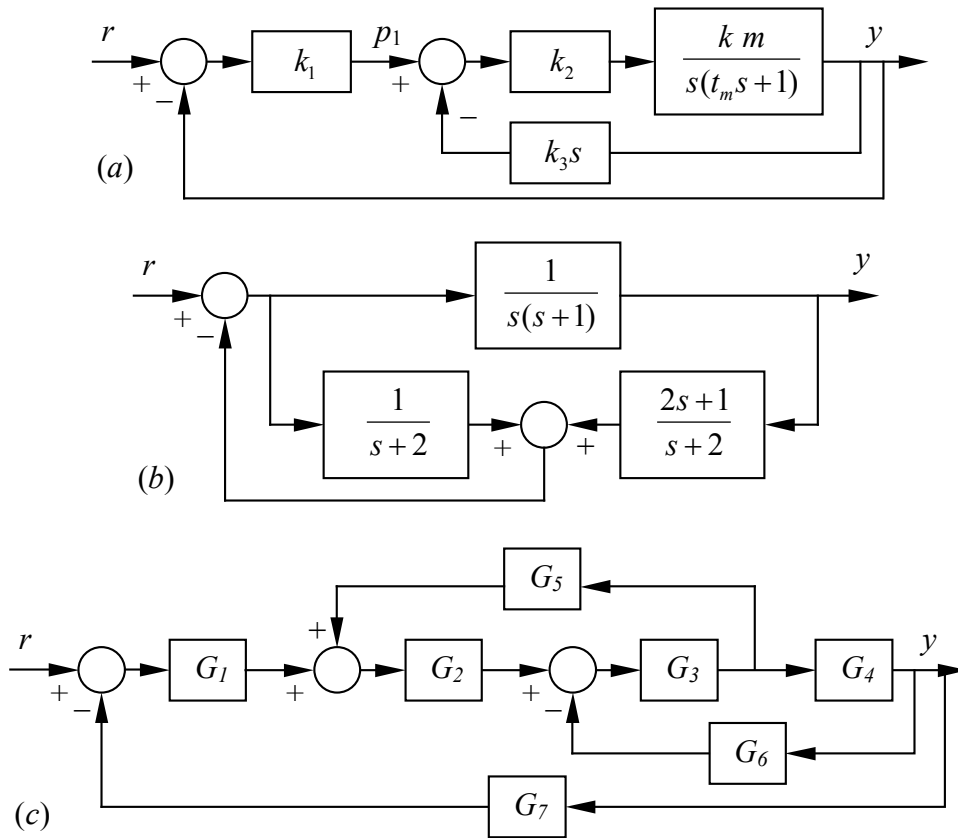 r + − k₁ p₁ + − k₂ k m / s(tₘs+1) y
k₃s
(a)
r + − 1 / s(s+1) y
1 / s+2 + + 2s+1 / s+2
(b)
G₅
r + − G₁ + + G₂ + − G₃ G₄ y
G₆
G₇
(c)